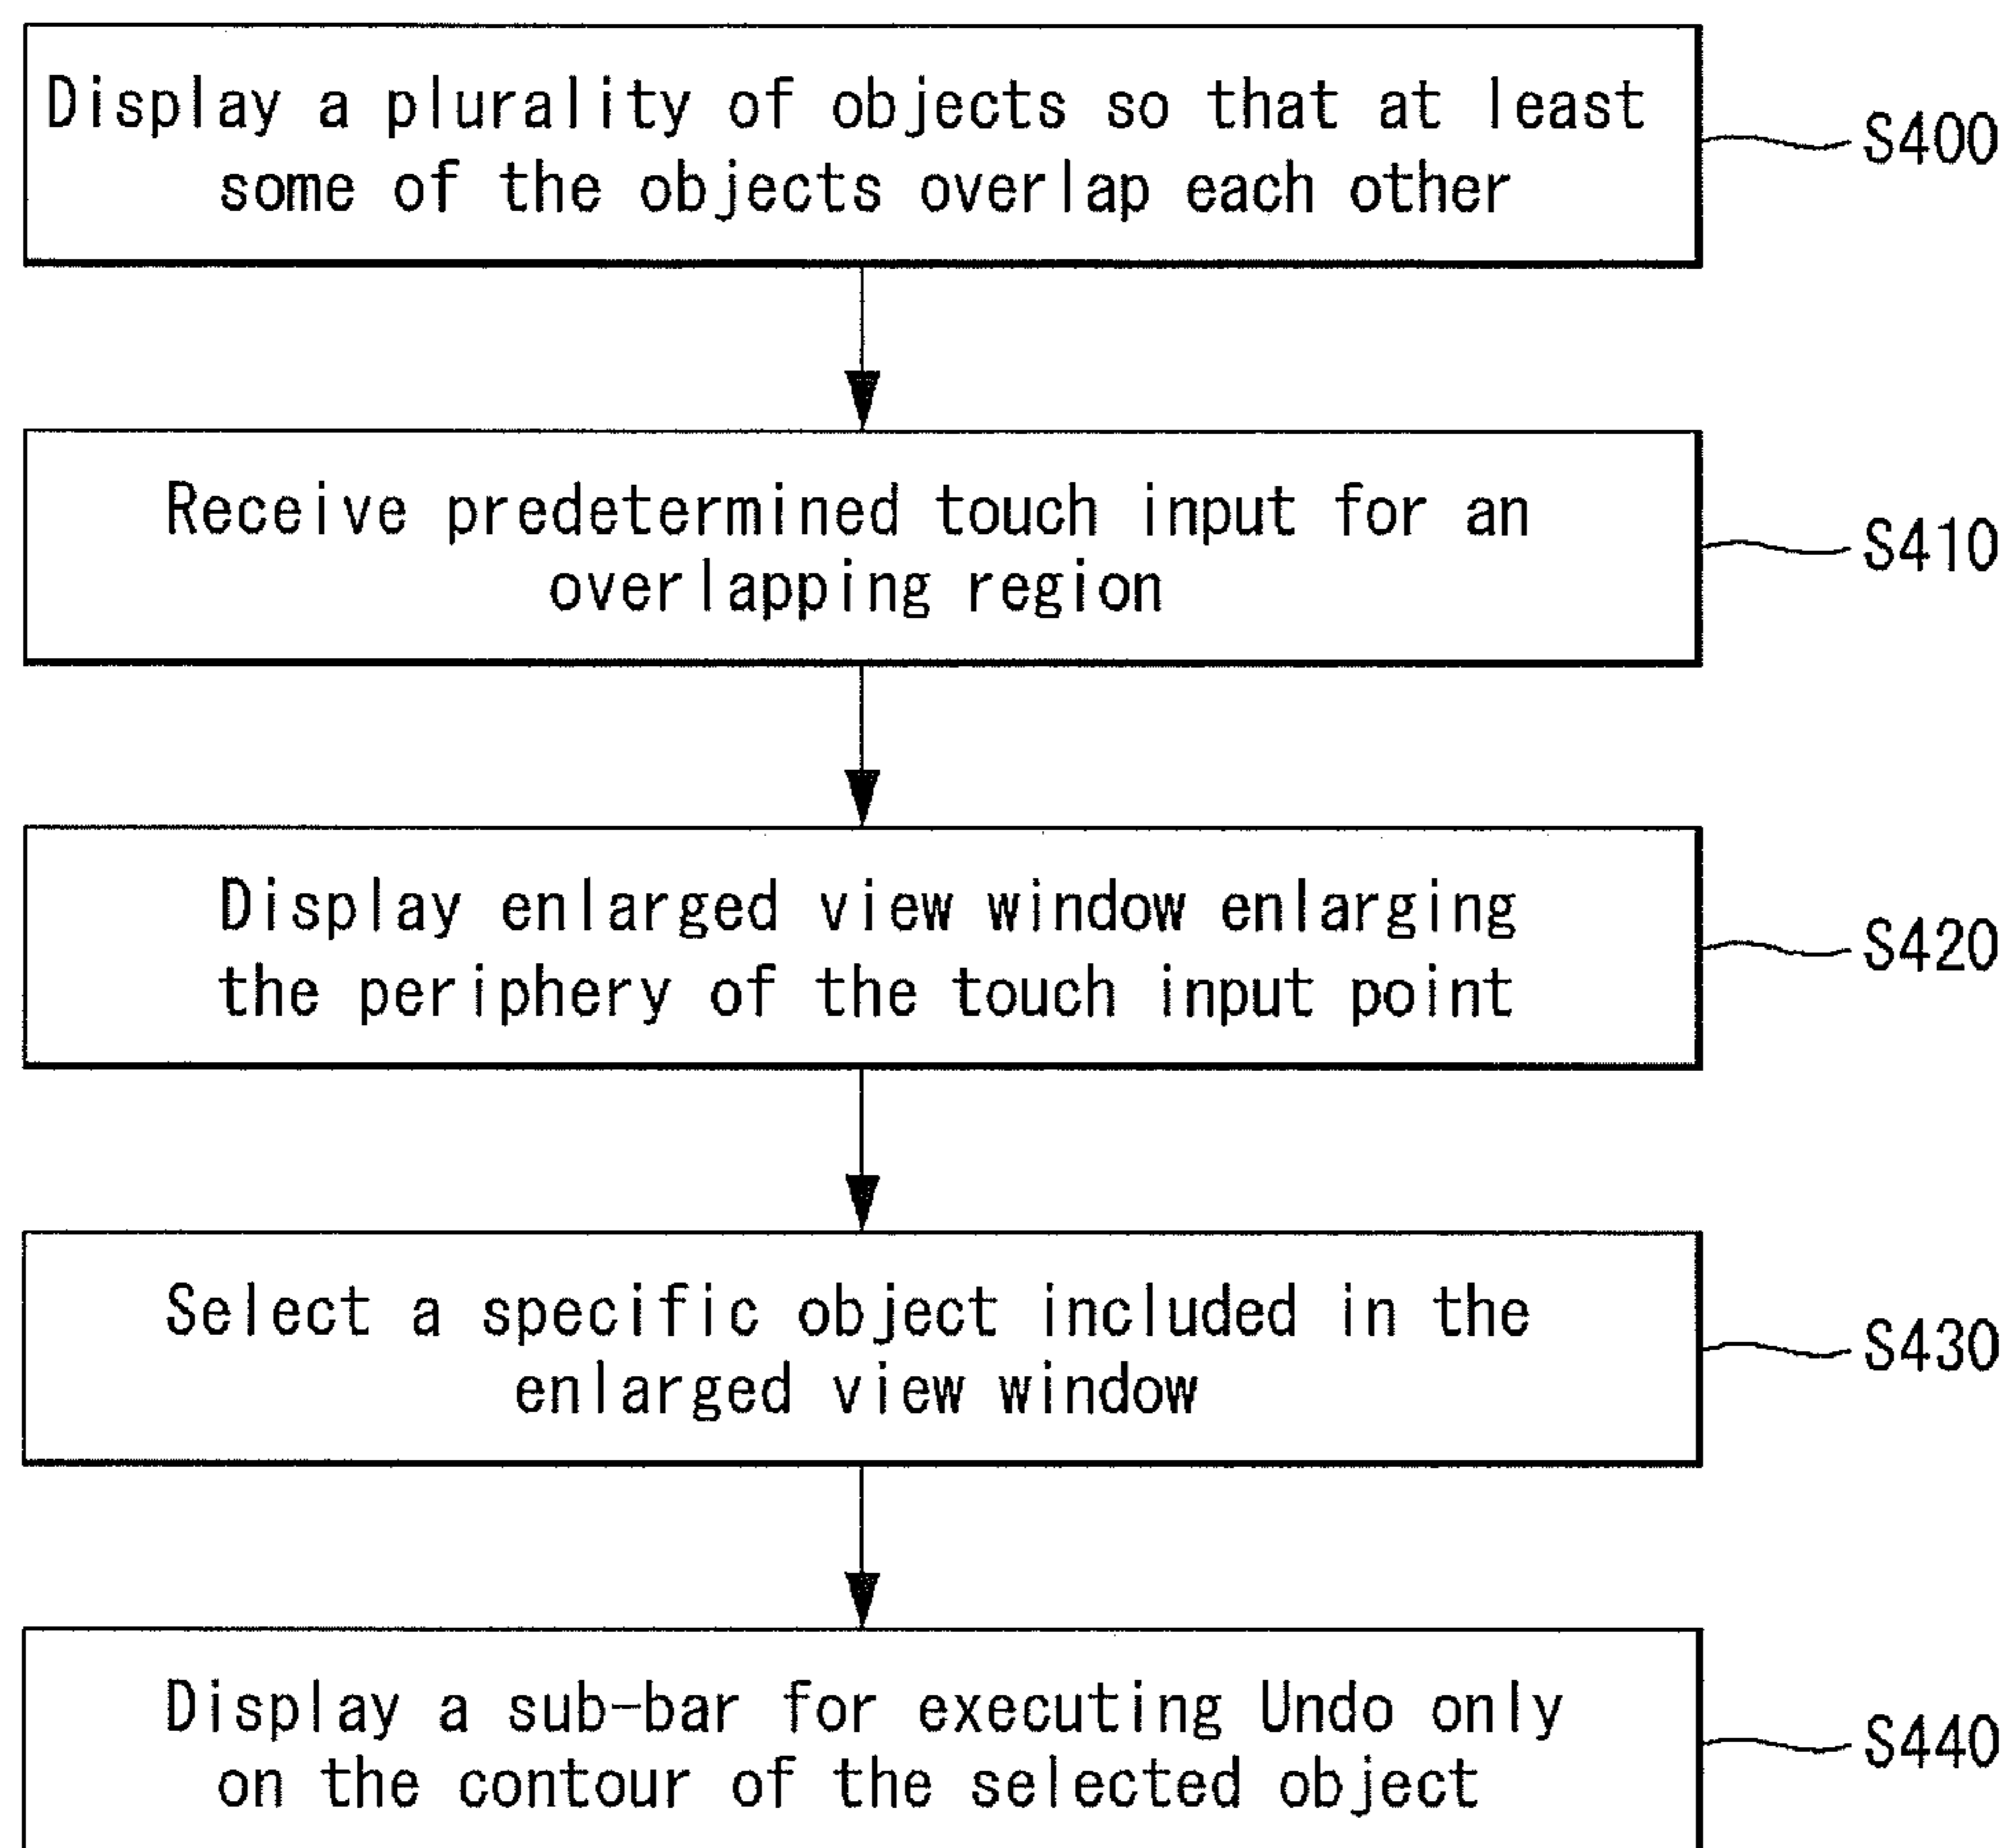 Display a plurality of objects so that at least
some of the objects overlap each other
S400
Receive predetermined touch input for an
overlapping region
S410
Display enlarged view window enlarging
the periphery of the touch input point
S420
Select a specific object included in the
enlarged view window
S430
Display a sub-bar for executing Undo only
on the contour of the selected object
S440